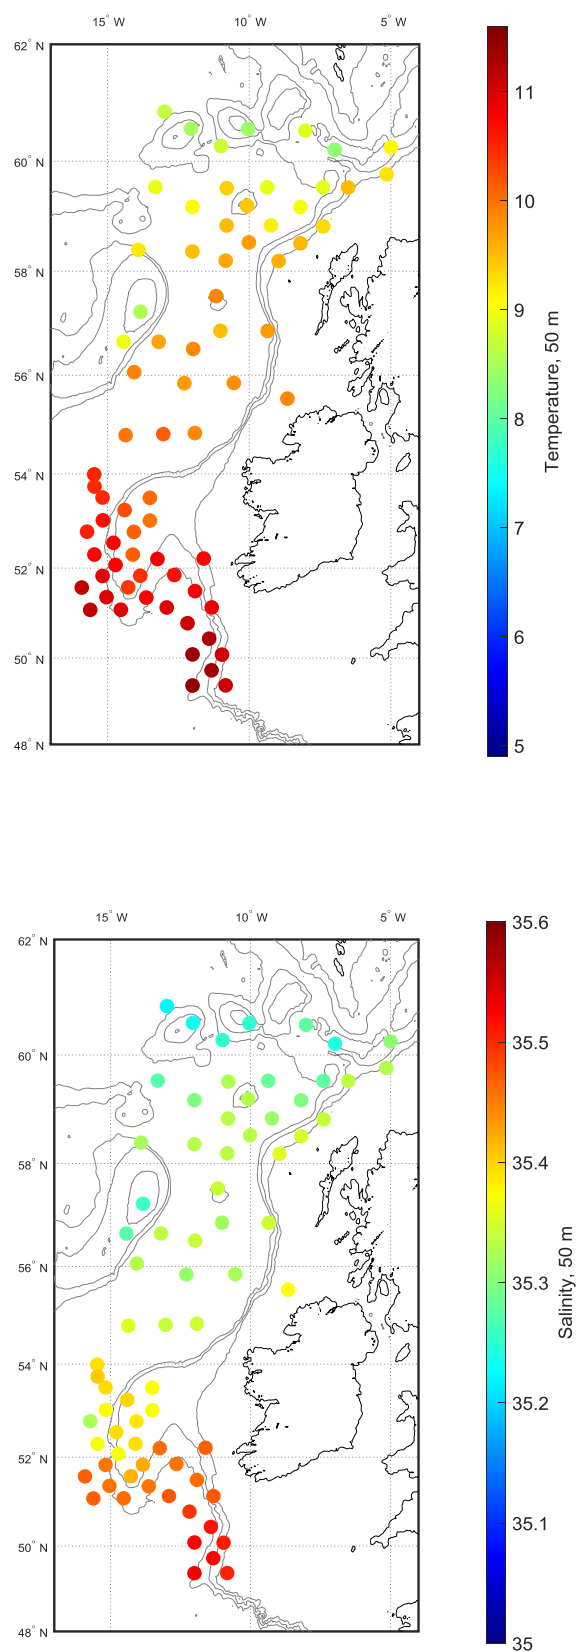 15° W 10° W 5° W
62° N
60° N
58° N
56° N
54° N
52° N
50° N
48° N
11
10
9
8
7
6
5
Temperature, 50 m
15° W 10° W 5° W
62° N
60° N
58° N
56° N
54° N
52° N
50° N
48° N
35.6
35.5
35.4
35.3
35.2
35.1
35
Salinity, 50 m